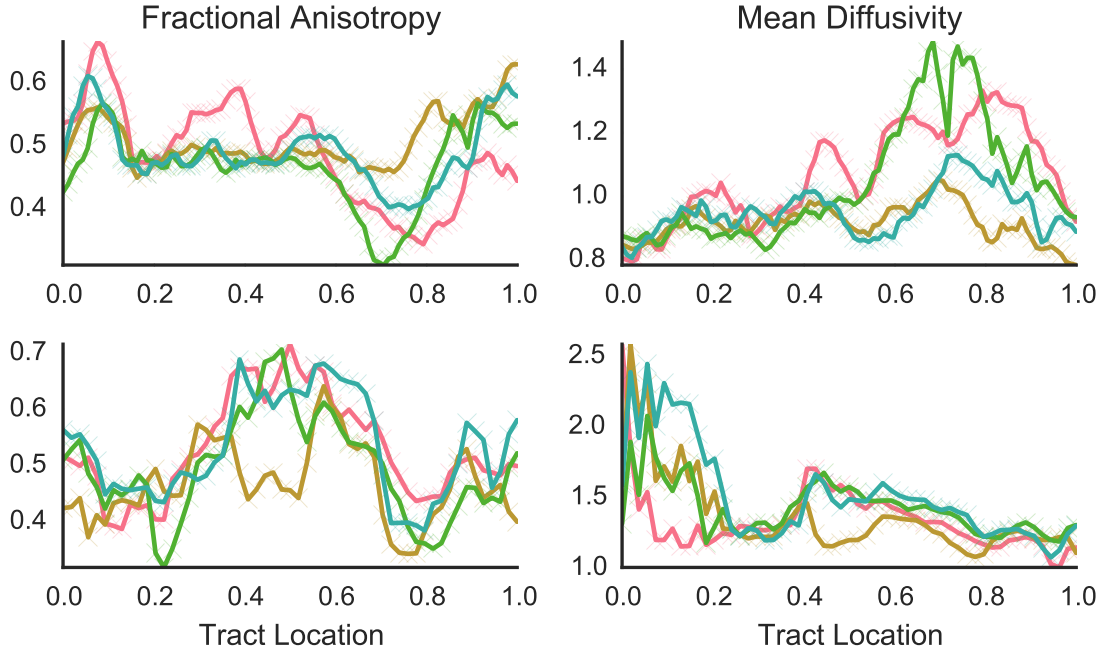 Fractional Anisotropy
Mean Diffusivity
0.6
0.5
0.4
0.0 0.2 0.4 0.6 0.8 1.0
1.4
1.2
1.0
0.8
0.0 0.2 0.4 0.6 0.8 1.0
0.7
0.6
0.5
0.4
0.0 0.2 0.4 0.6 0.8 1.0
Tract Location
2.5
2.0
1.5
1.0
0.0 0.2 0.4 0.6 0.8 1.0
Tract Location